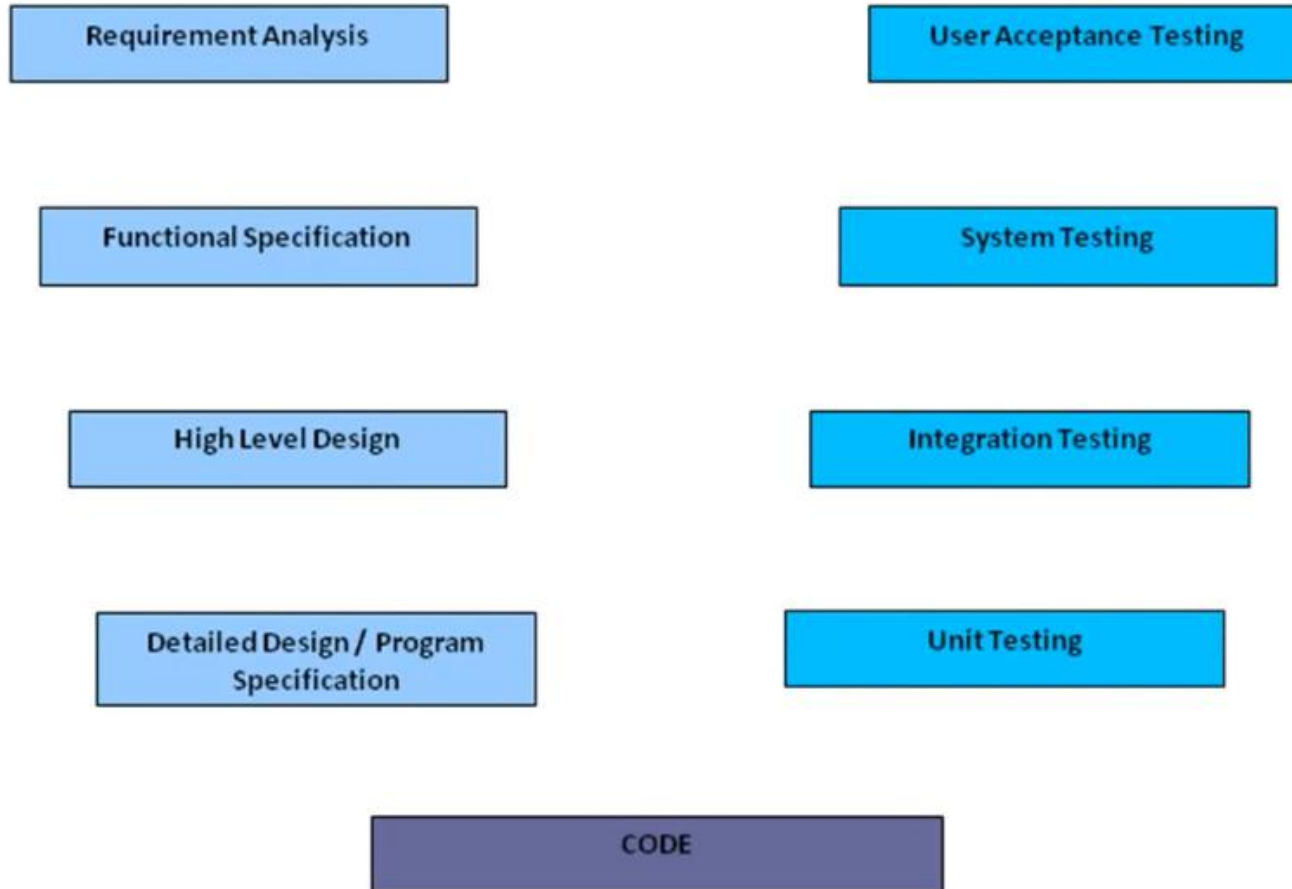 Requirement Analysis
User Acceptance Testing
Functional Specification
System Testing
High Level Design
Integration Testing
Detailed Design / Program
Specification
Unit Testing
CODE